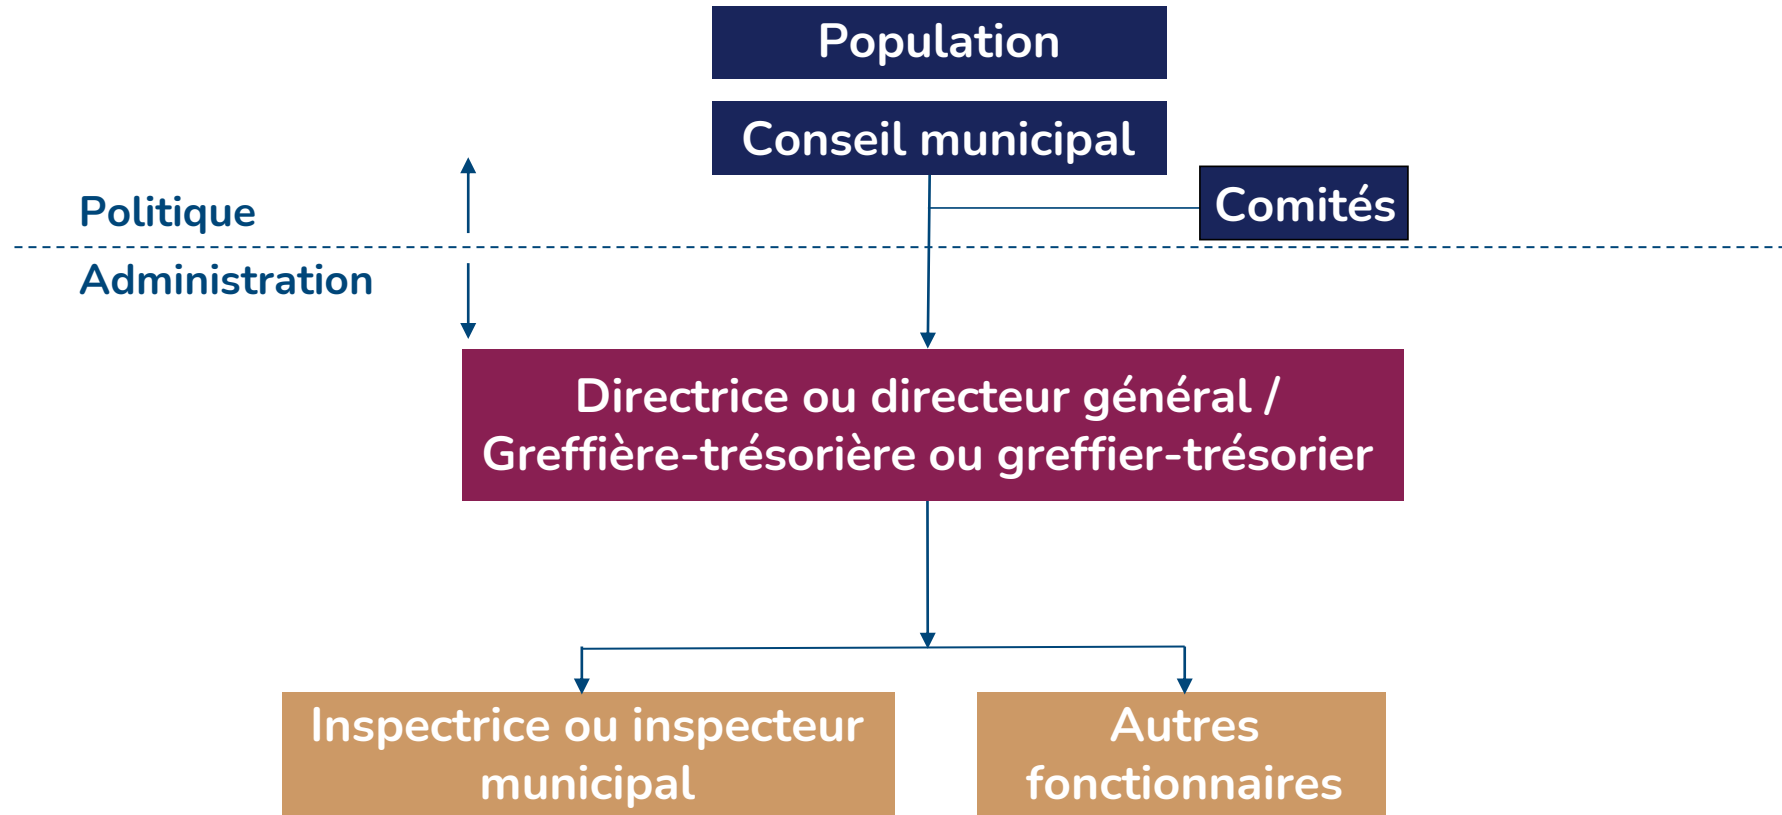 Population
Conseil municipal
Comités
Politique
Administration
Directrice ou directeur général /
Greffière-trésorière ou greffier-trésorier
Inspectrice ou inspecteur
municipal
Autres
fonctionnaires